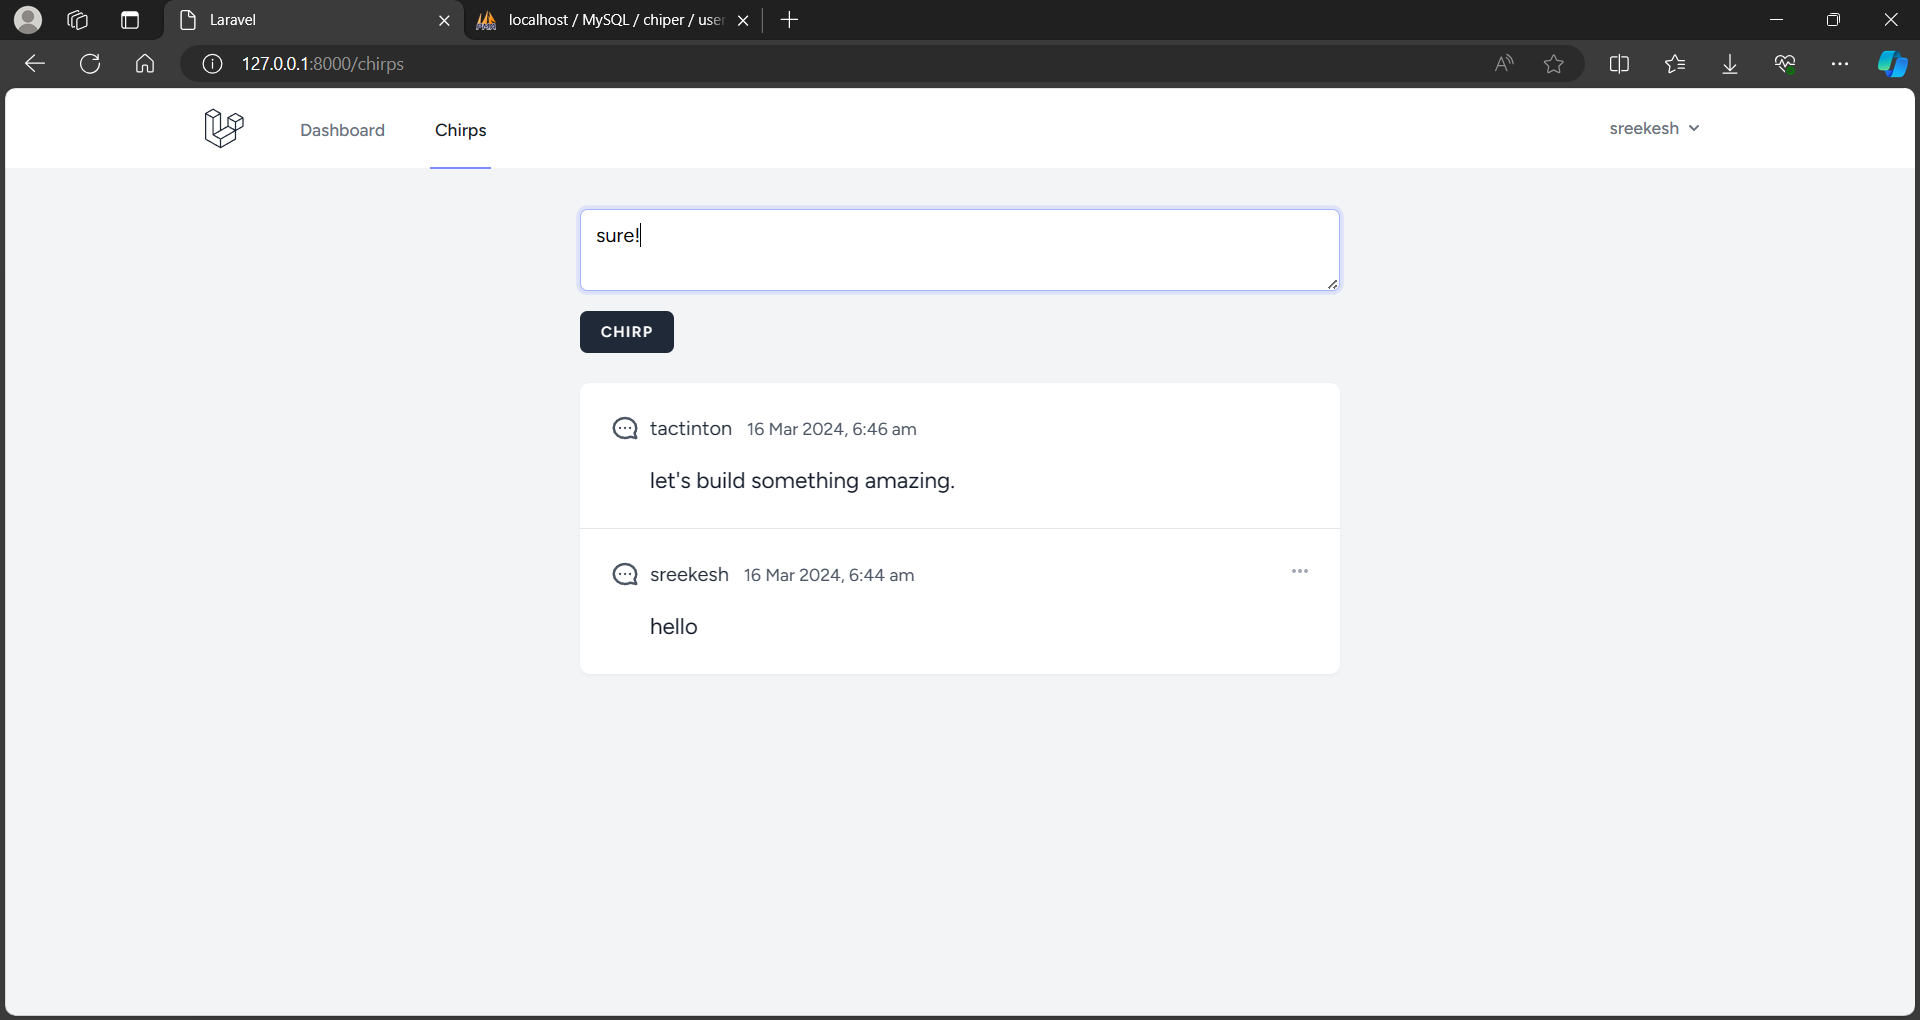 Laravel
localhost / MySQL / chiper / user
127.0.0.1:8000/chirps
Dashboard
Chirps
sreekesh
sure!
CHIRP
tactinton 16 Mar 2024, 6:46 am
let's build something amazing.
sreekesh 16 Mar 2024, 6:44 am
hello